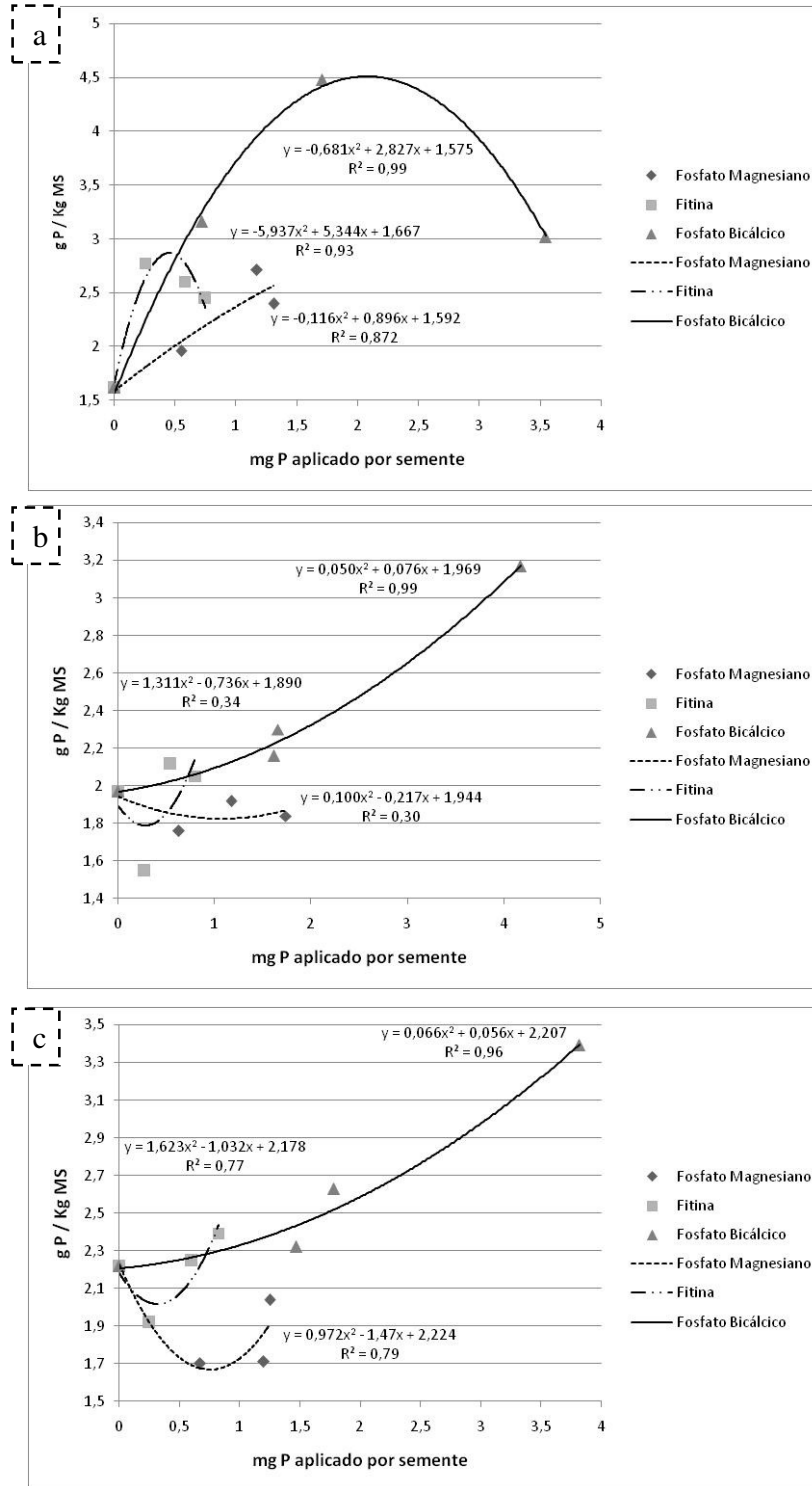 a
5
4,5
4
3,5
3
2,5
2
1,5
g P / Kg MS
y = -0,681x² + 2,827x + 1,575
R² = 0,99
y = -5,937x² + 5,344x + 1,667
R² = 0,93
y = -0,116x² + 0,896x + 1,592
R² = 0,872
0 0,5 1 1,5 2 2,5 3 3,5 4
mg P aplicado por semente
Fosfato Magnesiano
Fitina
Fosfato Bicálcico
Fosfato Magnesiano
Fitina
Fosfato Bicálcico
b
3,4
3,2
3
2,8
2,6
2,4
2,2
2
1,8
1,6
1,4
g P / Kg MS
y = 0,050x² + 0,076x + 1,969
R² = 0,99
y = 1,311x² - 0,736x + 1,890
R² = 0,34
y = 0,100x² - 0,217x + 1,944
R² = 0,30
0 1 2 3 4 5
mg P aplicado por semente
Fosfato Magnesiano
Fitina
Fosfato Bicálcico
Fosfato Magnesiano
Fitina
Fosfato Bicálcico
c
3,5
3,3
3,1
2,9
2,7
2,5
2,3
2,1
1,9
1,7
1,5
g P / Kg MS
y = 0,066x² + 0,056x + 2,207
R² = 0,96
y = 1,623x² - 1,032x + 2,178
R² = 0,77
y = 0,972x² - 1,47x + 2,224
R² = 0,79
0 0,5 1 1,5 2 2,5 3 3,5 4
mg P aplicado por semente
Fosfato Magnesiano
Fitina
Fosfato Bicálcico
Fosfato Magnesiano
Fitina
Fosfato Bicálcico